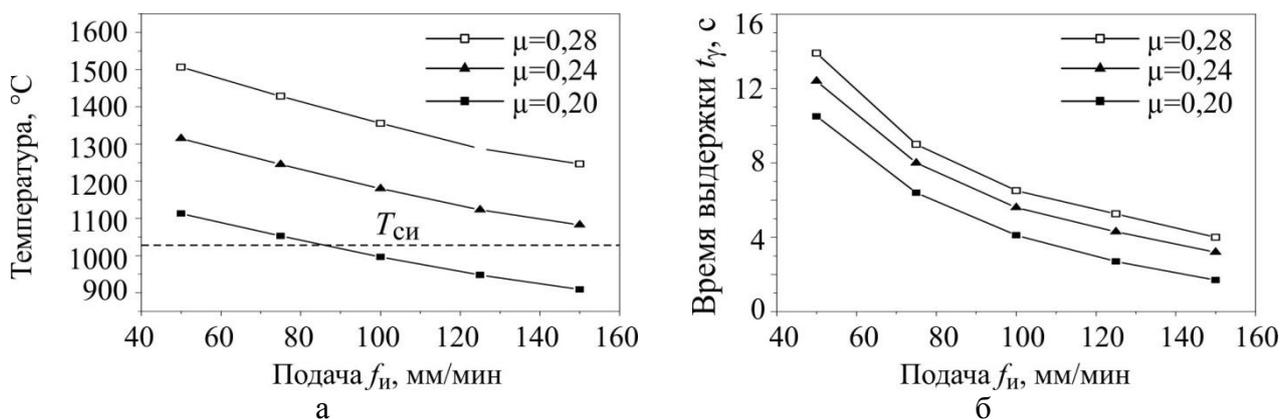 Температура, °C
1600
1500
1400
1300
1200
1100
1000
900
40 60 80 100 120 140 160
Подача fи, мм/мин
а
μ=0,28
μ=0,24
μ=0,20
Tси
Время выдержки tγ, с
16
12
8
4
0
40 60 80 100 120 140 160
Подача fи, мм/мин
б
μ=0,28
μ=0,24
μ=0,20